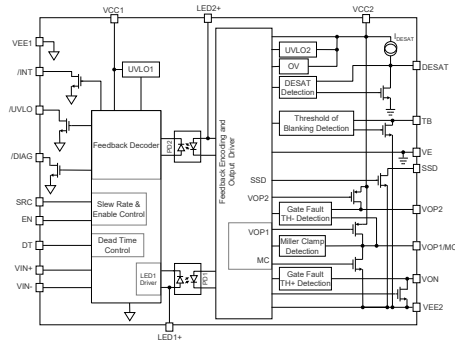 VCC1
LED2+
VCC2
VEE1
/INT
/UVLO
/DIAG
SRC
EN
DT
VIN+
VIN-
UVLO1
Feedback Decoder
Slew Rate &
Enable Control
Dead Time
Control
LED1
Driver
PD2
PD1
LED1+
Feedback Encoding and
Output Driver
UVLO2
OV
DESAT
Detection
IDESAT
Threshold of
Blanking Detection
SSD
VOP2
Gate Fault
TH- Detection
VOP1
Miller Clamp
Detection
MC
Gate Fault
TH+ Detection
DESAT
TB
VE
SSD
VOP2
VOP1/MC
VON
VEE2